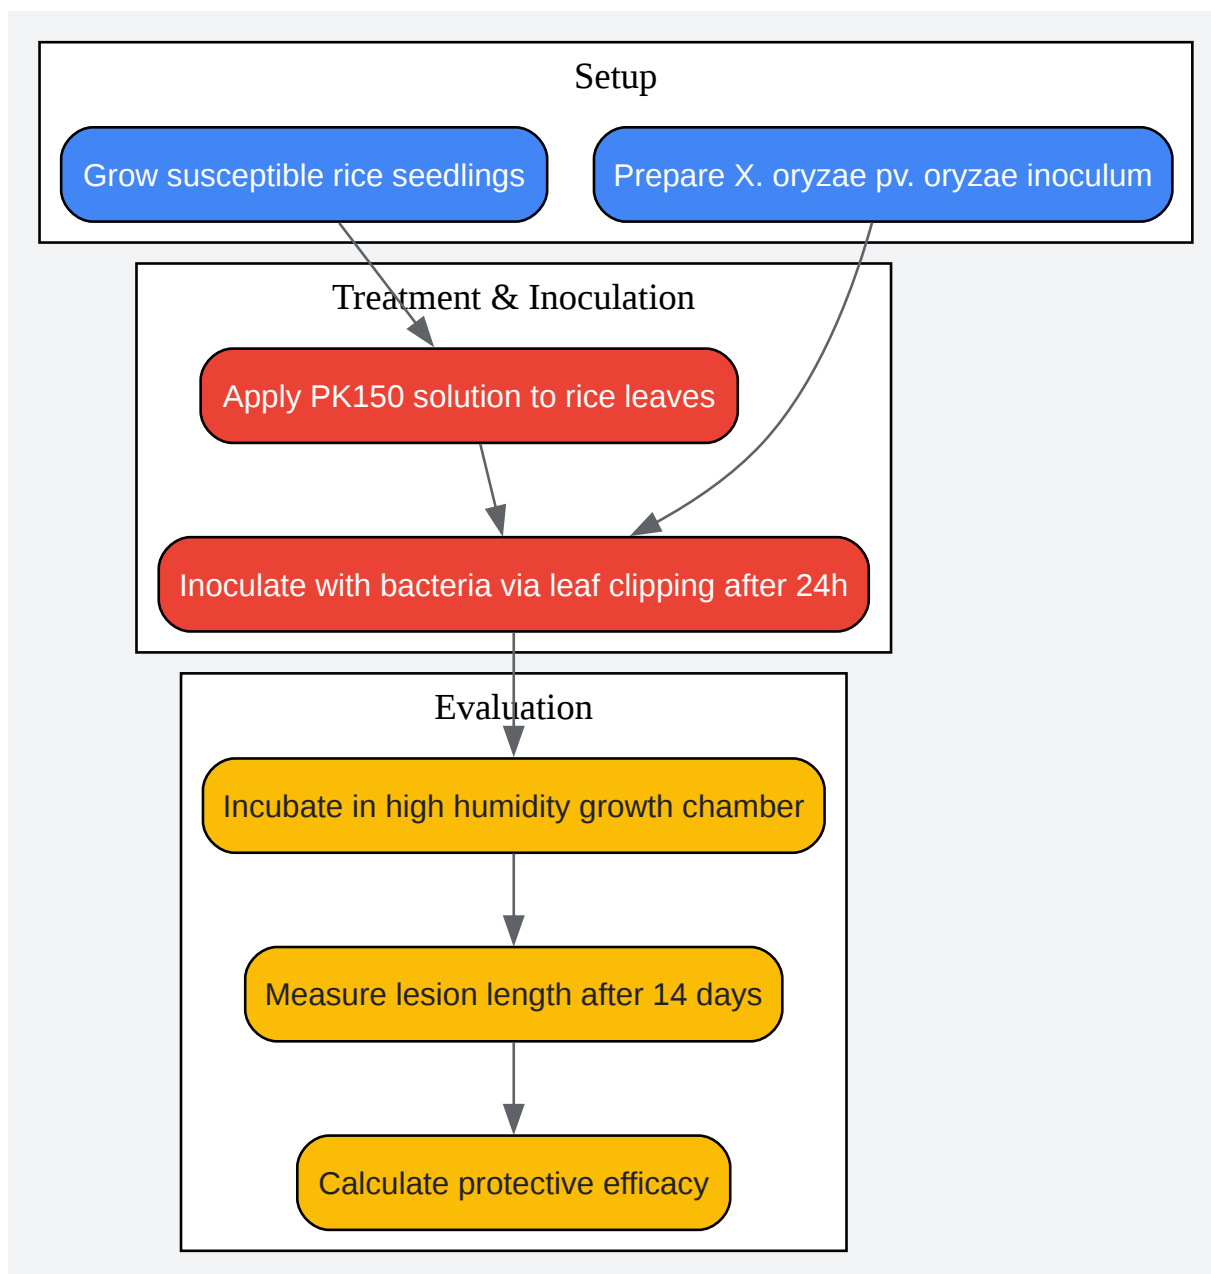 Setup
Grow susceptible rice seedlings
Prepare X. oryzae pv. oryzae inoculum
Treatment & Inoculation
Apply PK150 solution to rice leaves
Inoculate with bacteria via leaf clipping after 24h
Evaluation
Incubate in high humidity growth chamber
Measure lesion length after 14 days
Calculate protective efficacy